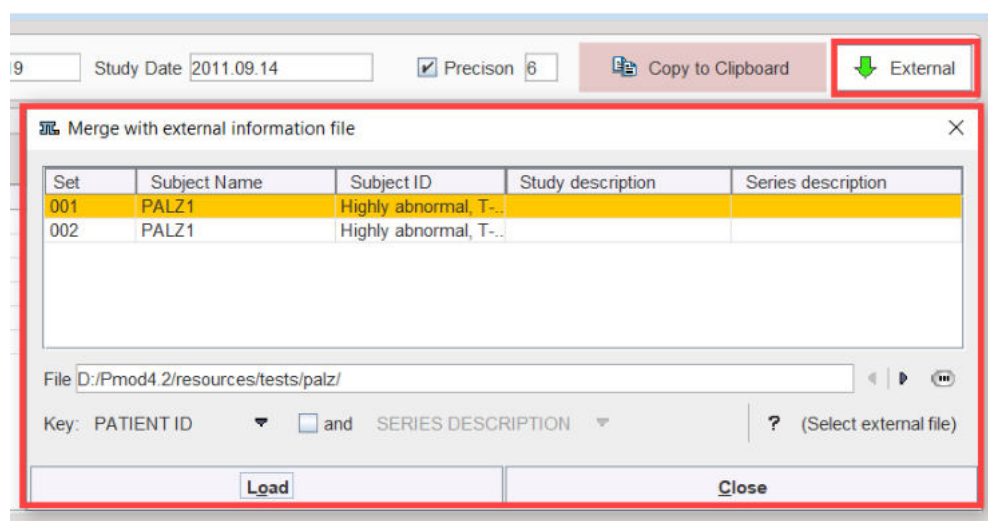 19 Study Date 2011.09.14 Precison 6 Copy to Clipboard External
Merge with external information file
Set Subject Name Subject ID Study description Series description
001 PALZ1 Highly abnormal, T-..
002 PALZ1 Highly abnormal, T-..
File D:/Pmod4.2/resources/tests/palz/
Key: PATIENT ID and SERIES DESCRIPTION ? (Select external file)
Load Close